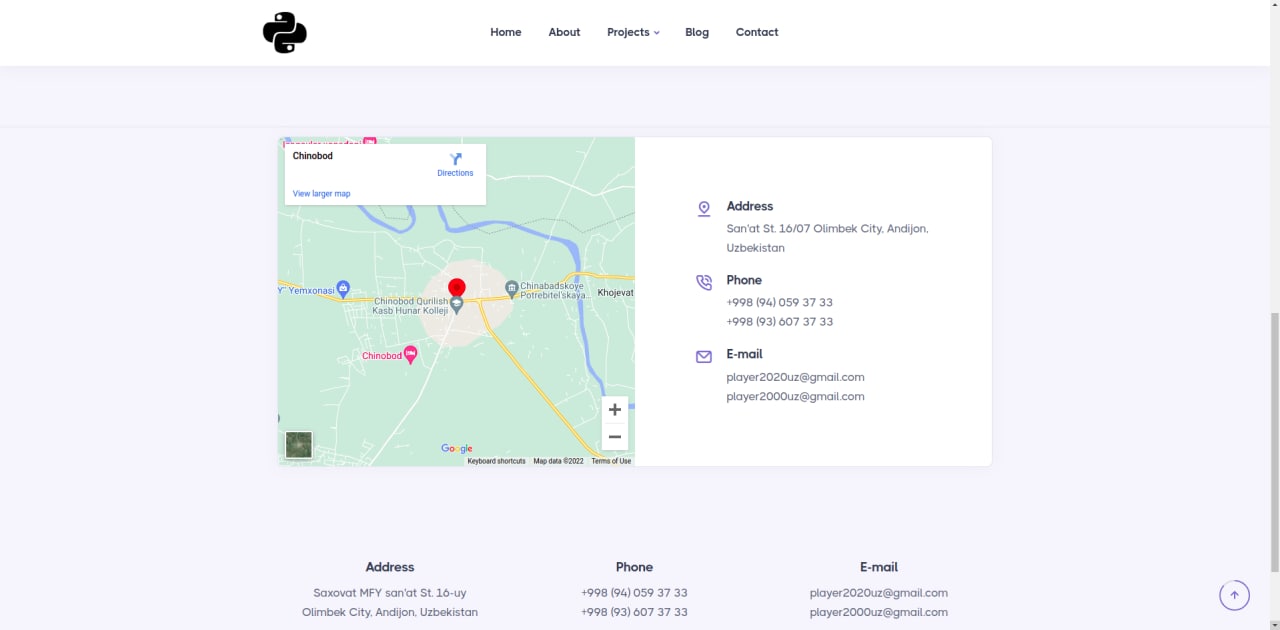 Home About Projects Blog Contact
Chinobod
Directions
View larger map
Yemxonasi
Chinabadskoye
Potrebitel'skaya...
Khojevat
Chinobod Qurilish
Kasb Hunar Kolleji
Chinobod
Google
Keyboard shortcuts Map data ©2022 Terms of Use
Address
San'at St. 16/07 Olimbek City, Andijon,
Uzbekistan
Phone
+998 (94) 059 37 33
+998 (93) 607 37 33
E-mail
player2020uz@gmail.com
player2000uz@gmail.com
Address
Saxovat MFY san'at St. 16-uy
Olimbek City, Andijon, Uzbekistan
Phone
+998 (94) 059 37 33
+998 (93) 607 37 33
E-mail
player2020uz@gmail.com
player2000uz@gmail.com